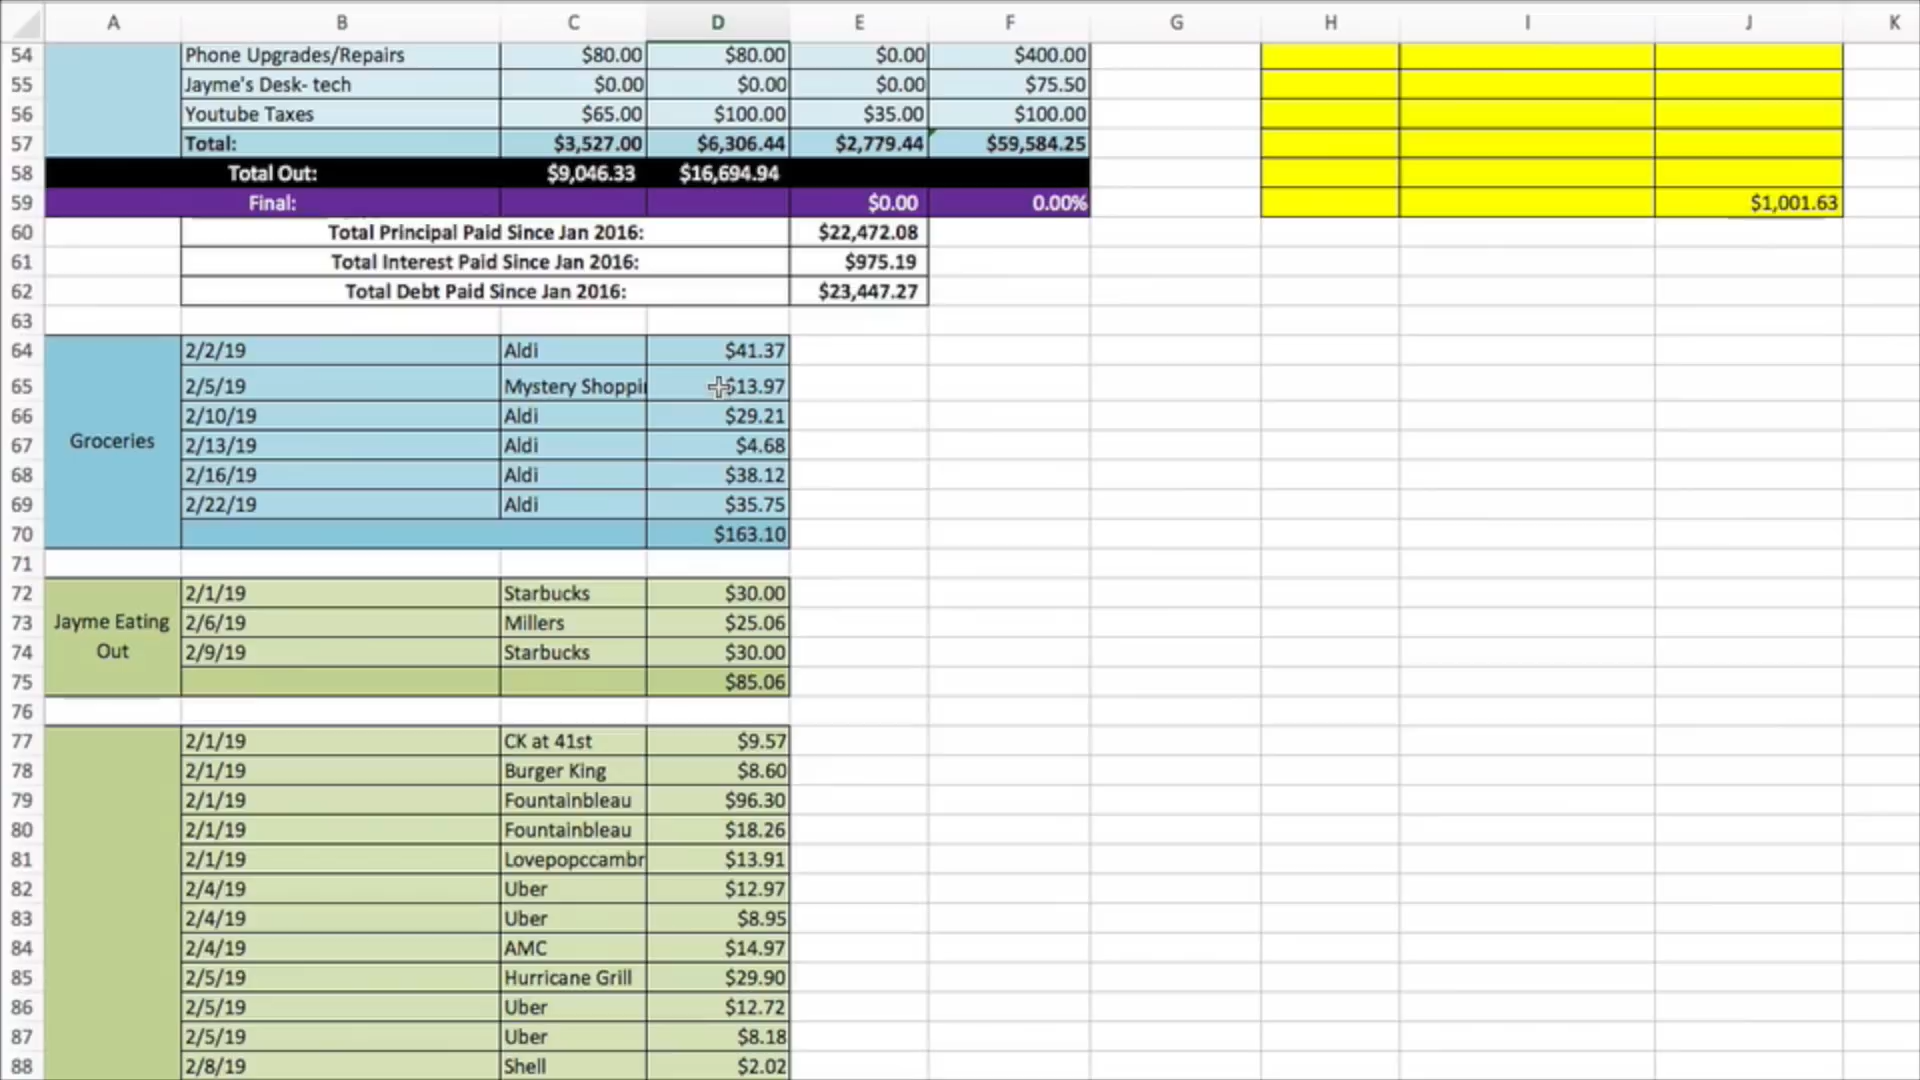 A B C D E F G H I J K
54 Phone Upgrades/Repairs $80.00 $80.00 $0.00 $400.00
55 Jayme's Desk- tech $0.00 $0.00 $0.00 $75.50
56 Youtube Taxes $65.00 $100.00 $35.00 $100.00
57 Total: $3,527.00 $6,306.44 $2,779.44 $59,584.25
58 Total Out: $9,046.33 $16,694.94
59 Final: $0.00 0.00% $1,001.63
60 Total Principal Paid Since Jan 2016: $22,472.08
61 Total Interest Paid Since Jan 2016: $975.19
62 Total Debt Paid Since Jan 2016: $23,447.27
63
64 2/2/19 Aldi $41.37
65 2/5/19 Mystery Shoppi $13.97
66 2/10/19 Aldi $29.21
Groceries
67 2/13/19 Aldi $4.68
68 2/16/19 Aldi $38.12
69 2/22/19 Aldi $35.75
70 $163.10
71
72 2/1/19 Starbucks $30.00
73 Jayme Eating 2/6/19 Millers $25.06
74 Out 2/9/19 Starbucks $30.00
75 $85.06
76
77 2/1/19 CK at 41st $9.57
78 2/1/19 Burger King $8.60
79 2/1/19 Fountainbleau $96.30
80 2/1/19 Fountainbleau $18.26
81 2/1/19 Lovepopccambr $13.91
82 2/4/19 Uber $12.97
83 2/4/19 Uber $8.95
84 2/4/19 AMC $14.97
85 2/5/19 Hurricane Grill $29.90
86 2/5/19 Uber $12.72
87 2/5/19 Uber $8.18
88 2/8/19 Shell $2.02